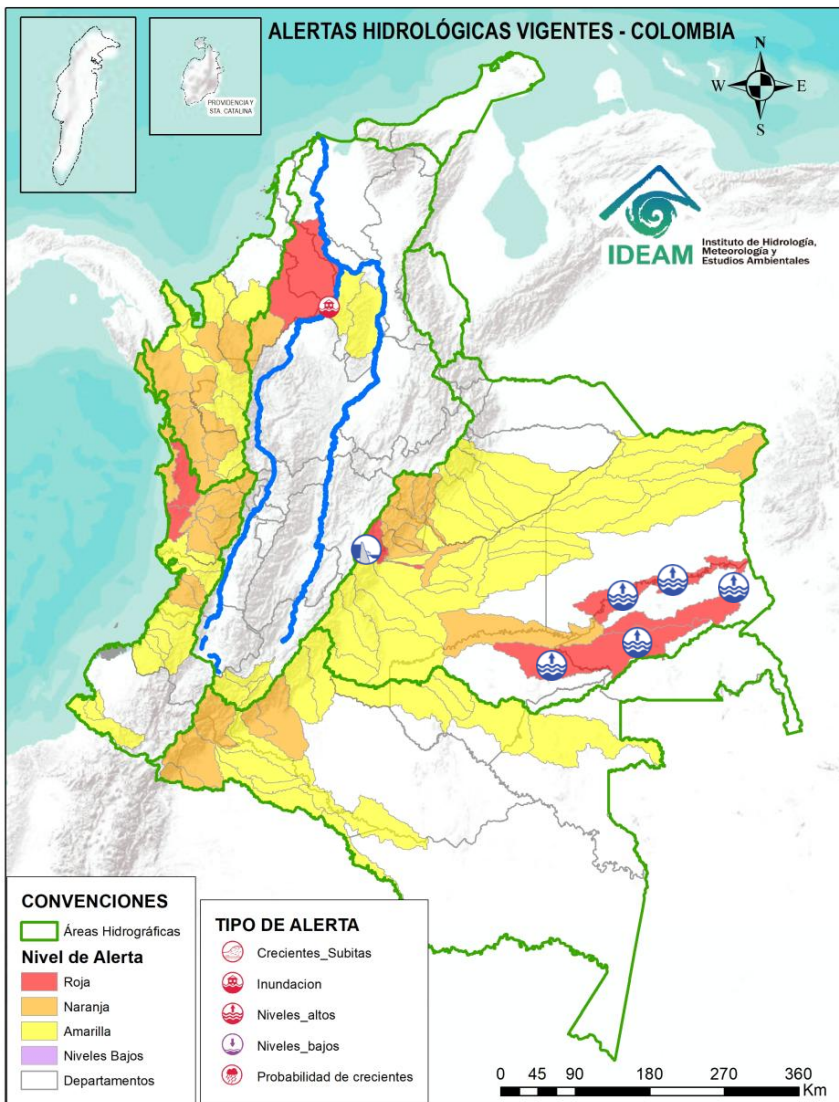 ALERTAS HIDROLÓGICAS VIGENTES - COLOMBIA
PROVIDENCIA Y
STA. CATALINA
N
W
E
S
IDEAM
Instituto de Hidrología,
Meteorología y
Estudios Ambientales
CONVENCIONES
Áreas Hidrográficas
Nivel de Alerta
Roja
Naranja
Amarilla
Niveles Bajos
Departamentos
TIPO DE ALERTA
Crecientes_Subitas
Inundacion
Niveles_altos
Niveles_bajos
Probabilidad de crecientes
0 45 90 180 270 360
Km